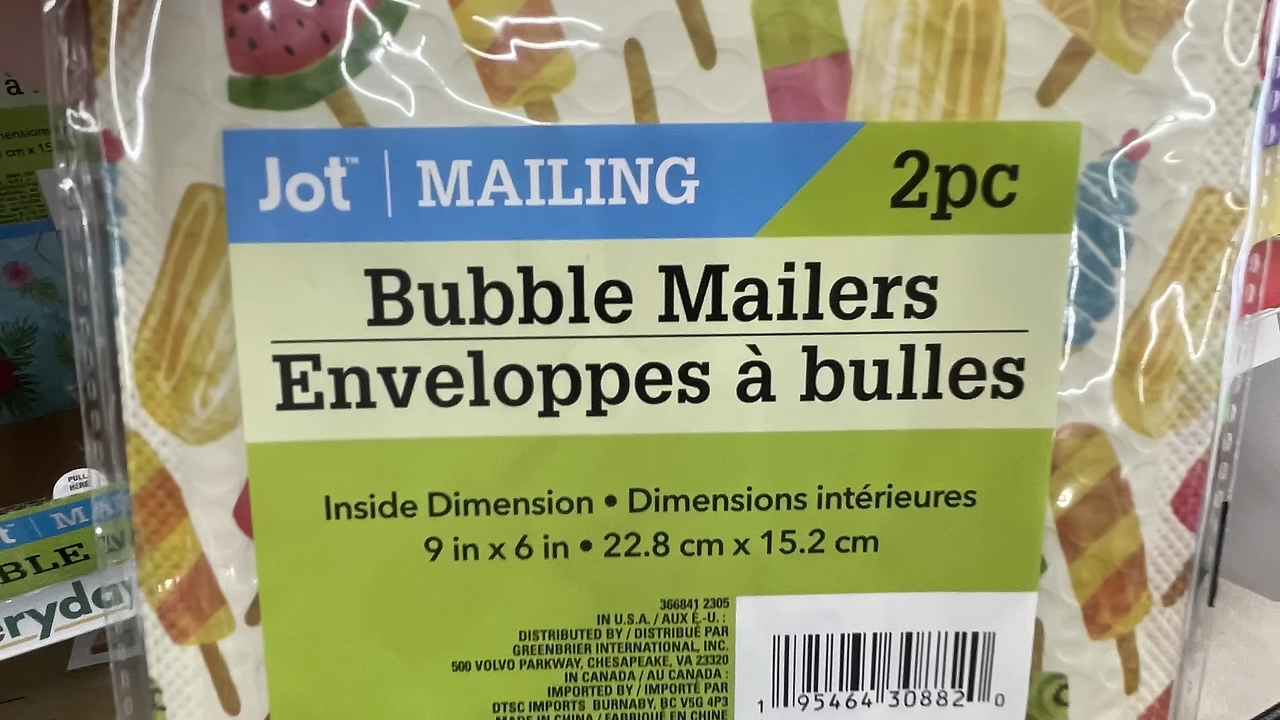 Jot™ | MAILING
2pc
Bubble Mailers
Enveloppes à bulles
Inside Dimension • Dimensions intérieures
9 in x 6 in • 22.8 cm x 15.2 cm
366841 2305
IN U.S.A. / AUX É.-U. :
DISTRIBUTED BY / DISTRIBUÉ PAR
GREENBRIER INTERNATIONAL, INC.
500 VOLVO PARKWAY, CHESAPEAKE, VA 23320
IN CANADA / AU CANADA :
IMPORTED BY / IMPORTÉ PAR
DTSC IMPORTS BURNABY, BC V5G 4P3
MADE IN CHINA / FABRIQUÉ EN CHINE
1 95464 30882 0
à
PULL
HERE